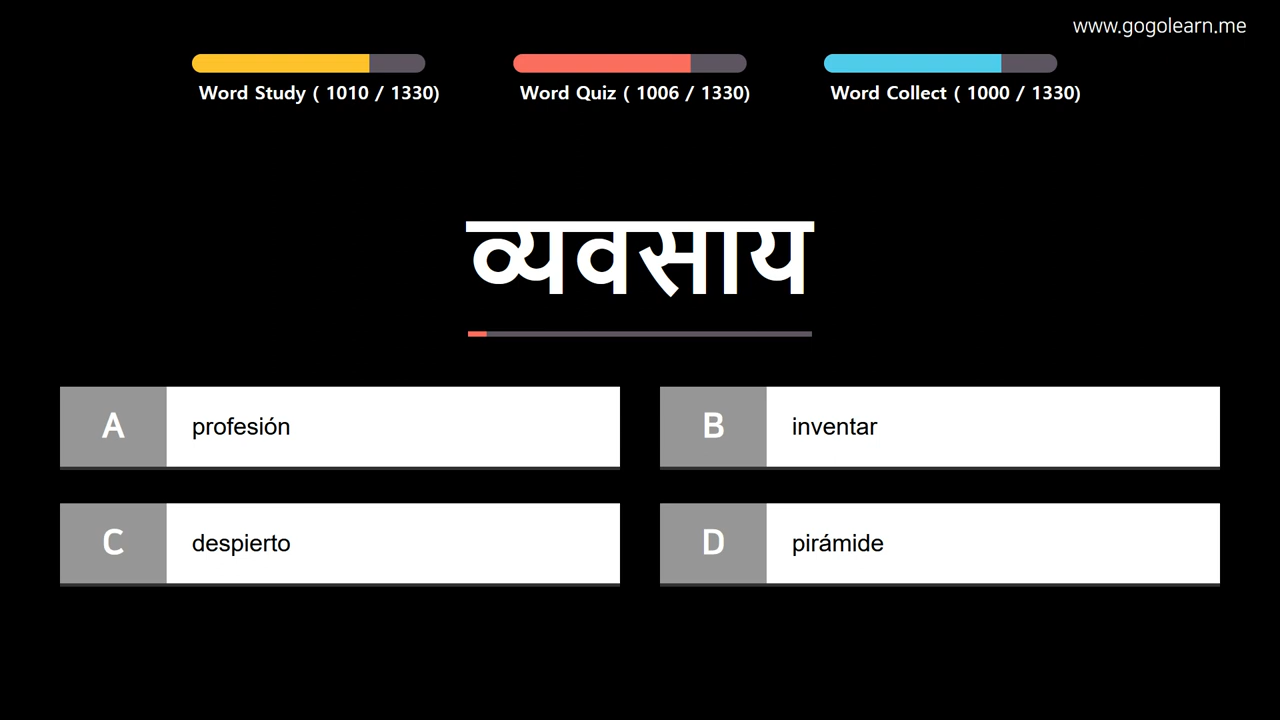 www.gogolearn.me
Word Study ( 1010 / 1330)
Word Quiz ( 1006 / 1330)
Word Collect ( 1000 / 1330)
व्यवसाय
A profesión
B inventar
C despierto
D pirámide